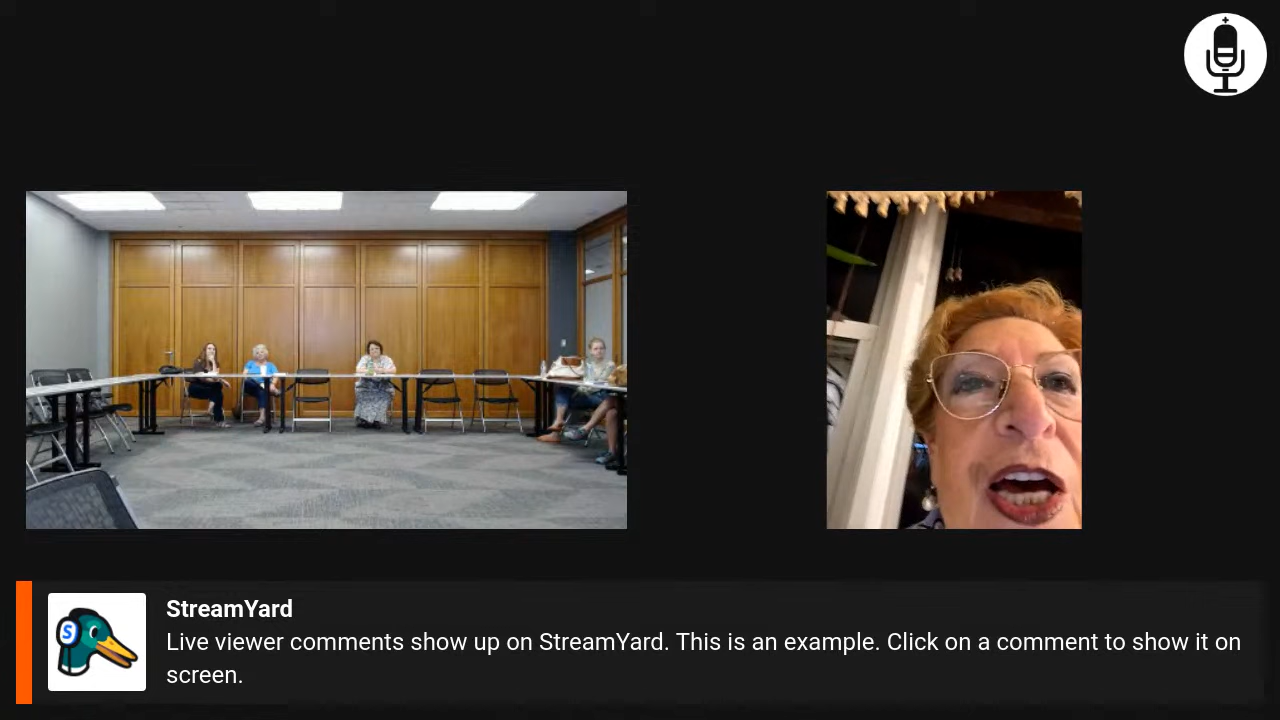 StreamYard
Live viewer comments show up on StreamYard. This is an example. Click on a comment to show it on
screen.
S